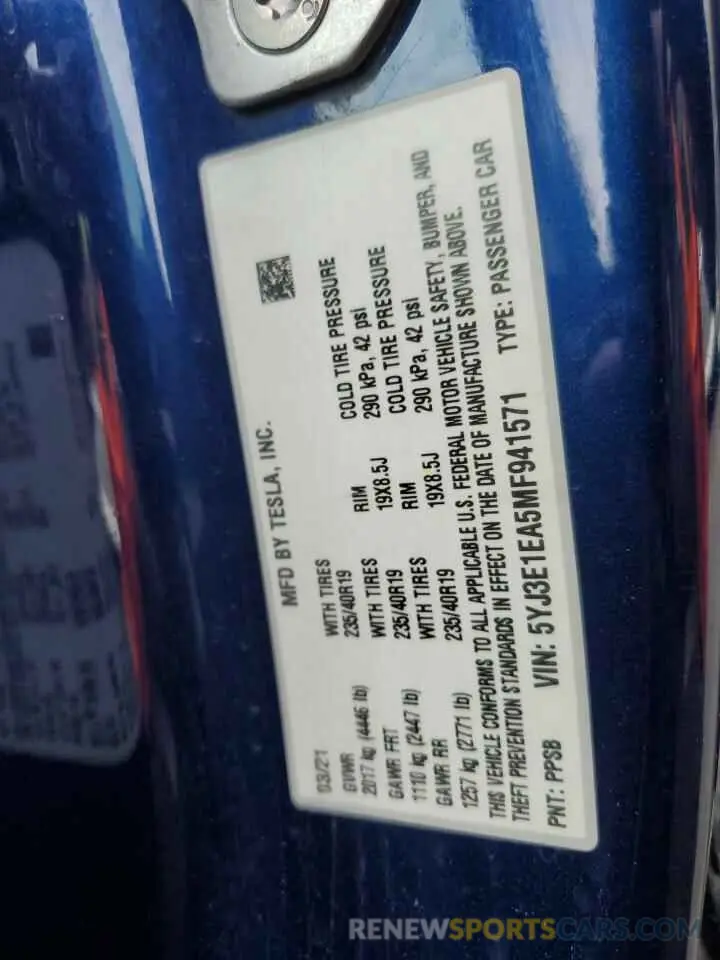 MFD BY TESLA, INC.
03/21
GVWR WITH TIRES RIM COLD TIRE PRESSURE
2017 kg (4446 lb) 235/40R19 19X8.5J 290 kPa, 42 psi
GAWR FRT WITH TIRES RIM COLD TIRE PRESSURE
1110 kg (2447 lb) 235/40R19 19X8.5J 290 kPa, 42 psi
GAWR RR WITH TIRES
1257 kg (2771 lb) 235/40R19
THIS VEHICLE CONFORMS TO ALL APPLICABLE U.S. FEDERAL MOTOR VEHICLE SAFETY, BUMPER, AND
THEFT PREVENTION STANDARDS IN EFFECT ON THE DATE OF MANUFACTURE SHOWN ABOVE.
PNT: PPSB VIN: 5YJ3E1EA5MF941571 TYPE: PASSENGER CAR
RENEWSPORTSCARS.COM